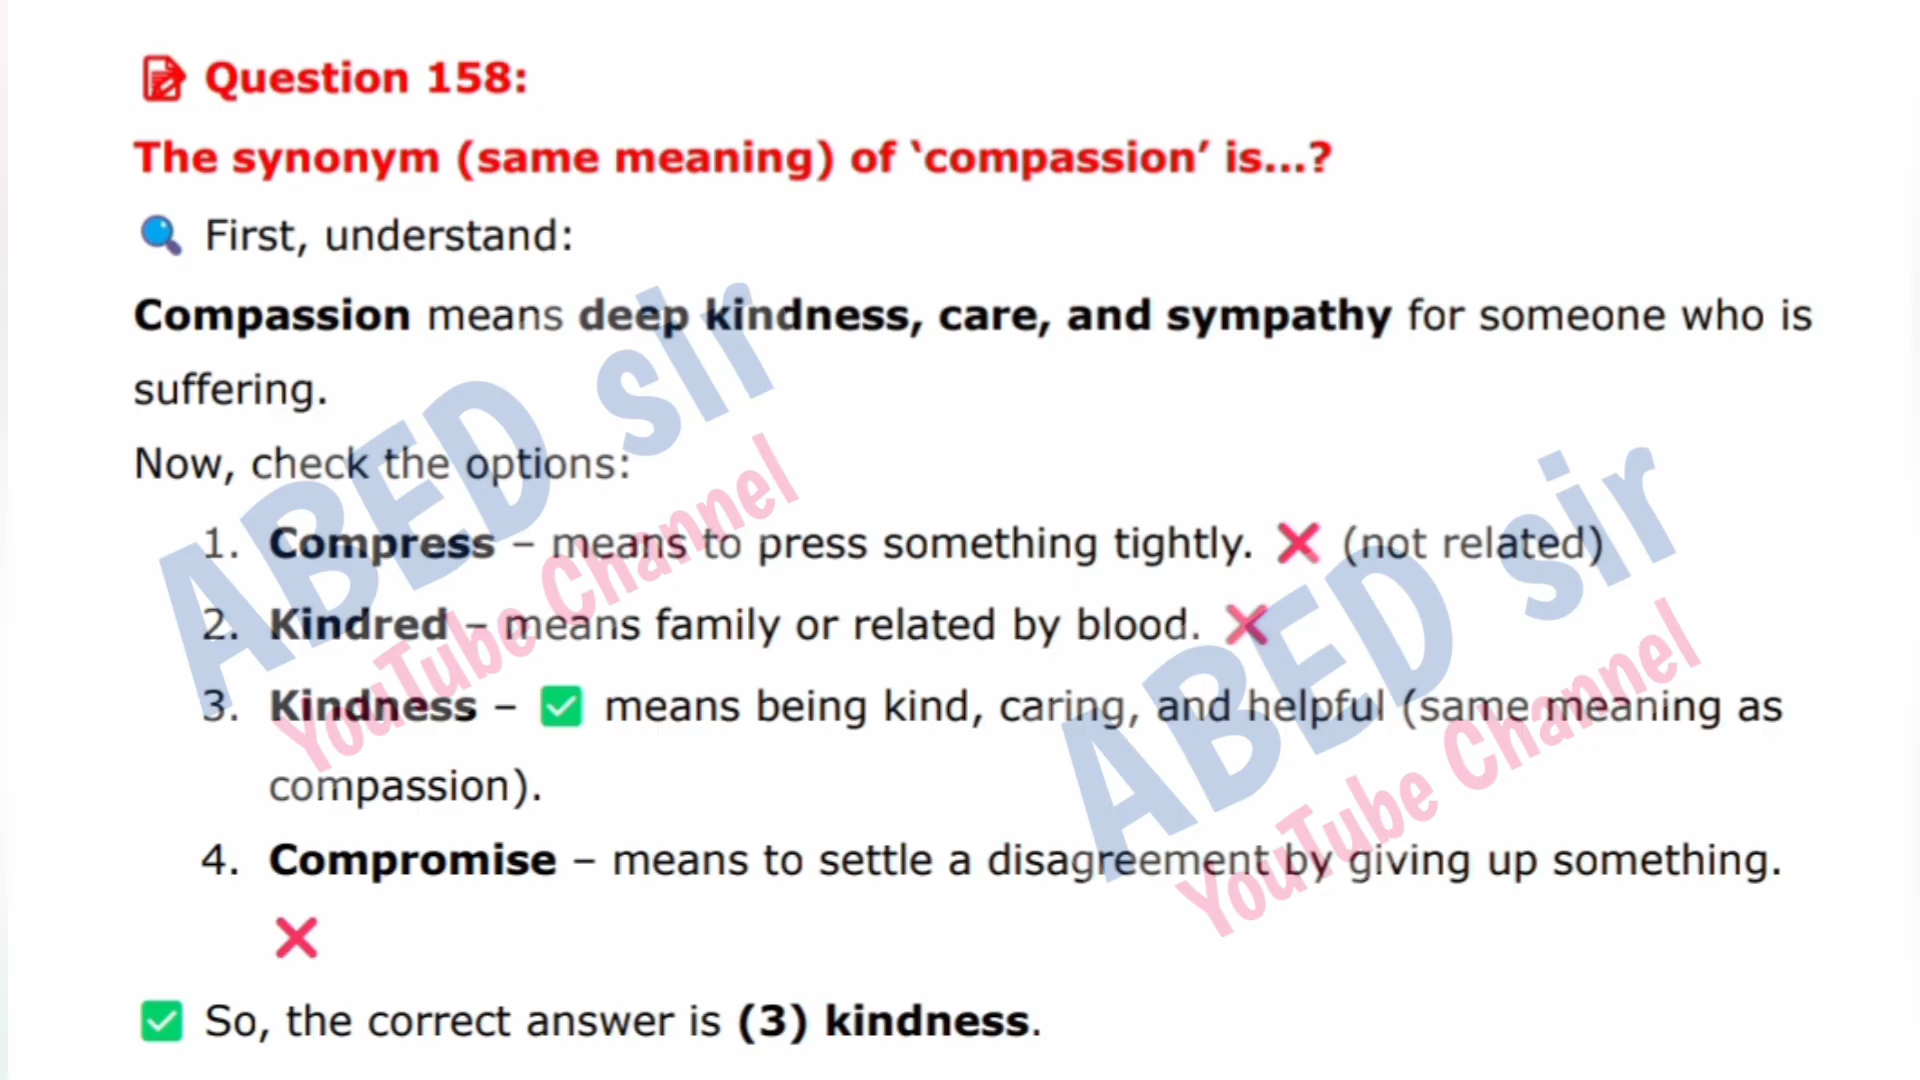 📝 Question 158:
The synonym (same meaning) of ‘compassion’ is...?
🔍 First, understand:
Compassion means deep kindness, care, and sympathy for someone who is
suffering.
Now, check the options:
1. Compress – means to press something tightly. ❌ (not related)
2. Kindred – means family or related by blood. ❌
3. Kindness – ✅ means being kind, caring, and helpful (same meaning as
compassion).
4. Compromise – means to settle a disagreement by giving up something.
❌
✅ So, the correct answer is (3) kindness.
ABED sir
YouTube Channel
ABED sir
YouTube Channel